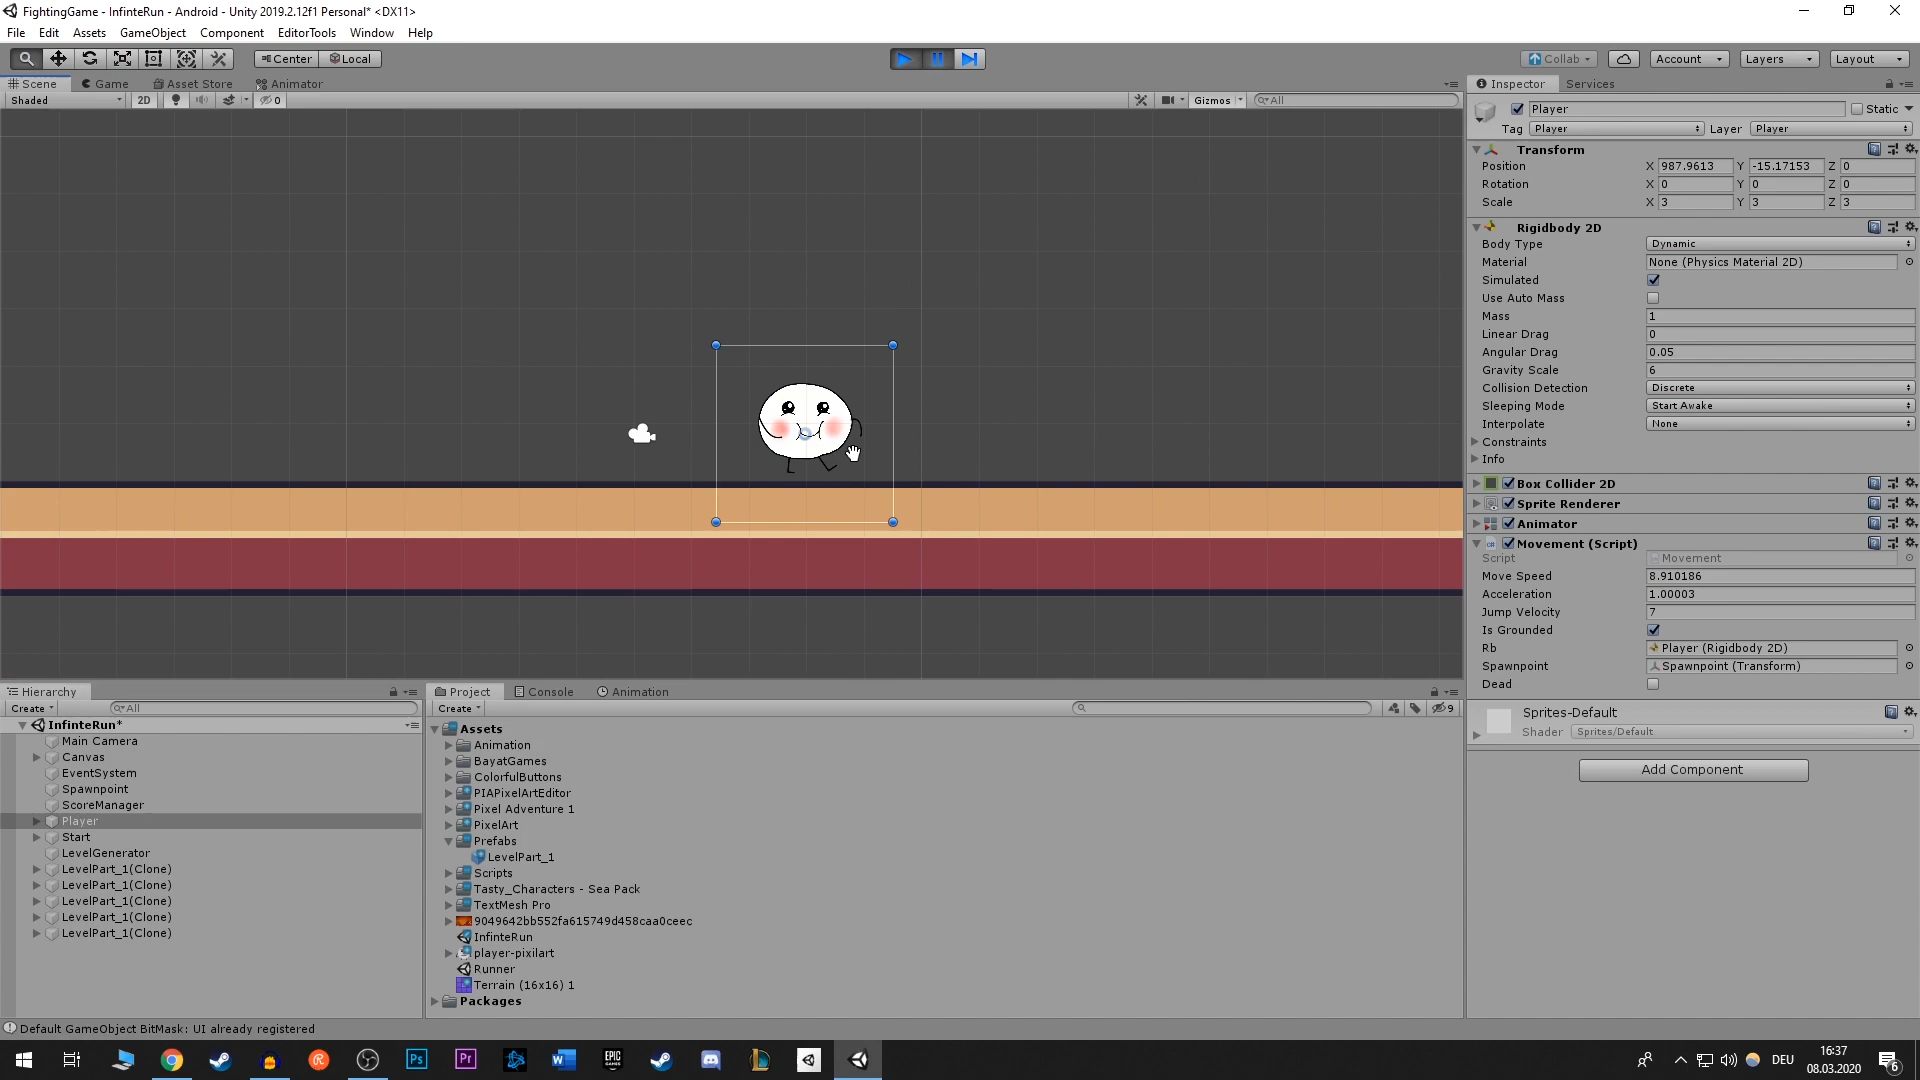 FightingGame - InfinteRun - Android - Unity 2019.2.12f1 Personal* <DX11>
File Edit Assets GameObject Component EditorTools Window Help
Center Local
Collab Account Layers Layout
Scene Game Asset Store Animator
Inspector Services
Shaded 2D 0 Gizmos All
Player Static
Tag Player Layer Player
Transform
Position X 987.9613 Y -15.17153 Z 0
Rotation X 0 Y 0 Z 0
Scale X 3 Y 3 Z 3
Rigidbody 2D
Body Type Dynamic
Material None (Physics Material 2D)
Simulated
Use Auto Mass
Mass 1
Linear Drag 0
Angular Drag 0.05
Gravity Scale 6
Collision Detection Discrete
Sleeping Mode Start Awake
Interpolate None
Constraints
Info
Box Collider 2D
Sprite Renderer
Animator
Movement (Script)
Script Movement
Move Speed 8.910186
Acceleration 1.00003
Jump Velocity 7
Is Grounded
Rb Player (Rigidbody 2D)
Spawnpoint Spawnpoint (Transform)
Dead
Sprites-Default
Shader Sprites/Default
Add Component
Hierarchy
Create All
InfinteRun*
Main Camera
Canvas
EventSystem
Spawnpoint
ScoreManager
Player
Start
LevelGenerator
LevelPart_1(Clone)
LevelPart_1(Clone)
LevelPart_1(Clone)
LevelPart_1(Clone)
LevelPart_1(Clone)
Project Console Animation
Create 9
Assets
Animation
BayatGames
ColorfulButtons
PIAPixelArtEditor
Pixel Adventure 1
PixelArt
Prefabs
LevelPart_1
Scripts
Tasty_Characters - Sea Pack
TextMesh Pro
9049642bb552fa615749d458caa0ceec
InfinteRun
player-pixilart
Runner
Terrain (16x16) 1
Packages
Default GameObject BitMask: UI already registered
Ps Pr W EPIC GAMES
DEU 16:37
08.03.2020 6